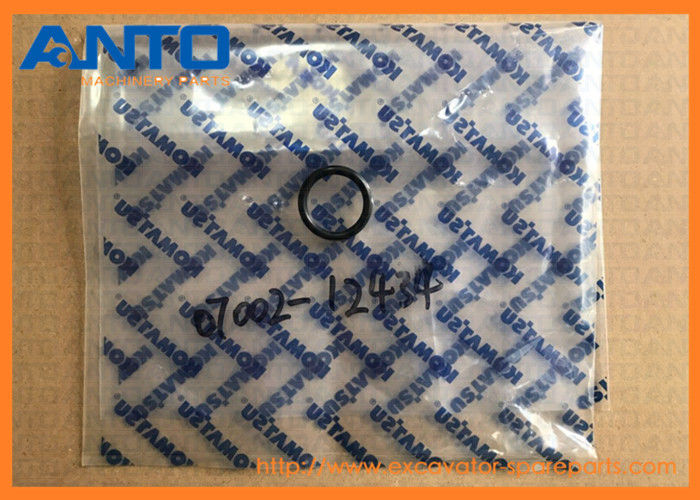 ANTO
MACHINERY PARTS
KOMATSU
07002-12434
http://www.excavator-spareparts.com